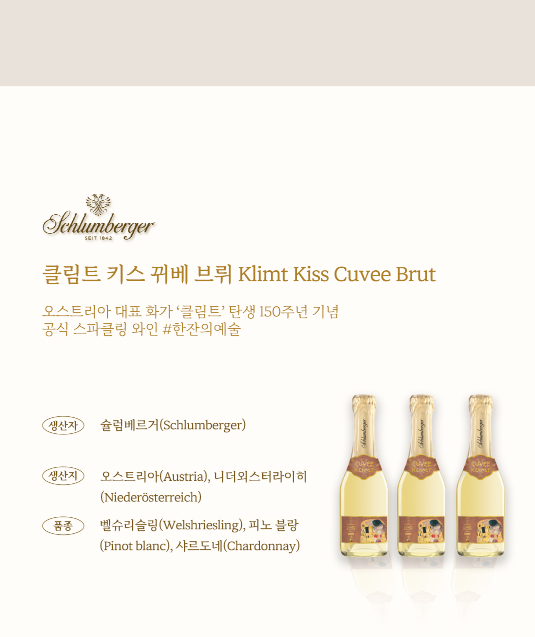 Schlumberger
SEIT 1842
클림트 키스 뀌베 브뤼 Klimt Kiss Cuvee Brut
오스트리아 대표 화가 ‘클림트’ 탄생 150주년 기념
공식 스파클링 와인 #한잔의예술
생산자 슐럼베르거(Schlumberger)
생산지 오스트리아(Austria), 니더외스터라이히
(Niederösterreich)
품종 벨슈리슬링(Welshriesling), 피노 블랑
(Pinot blanc), 샤르도네(Chardonnay)